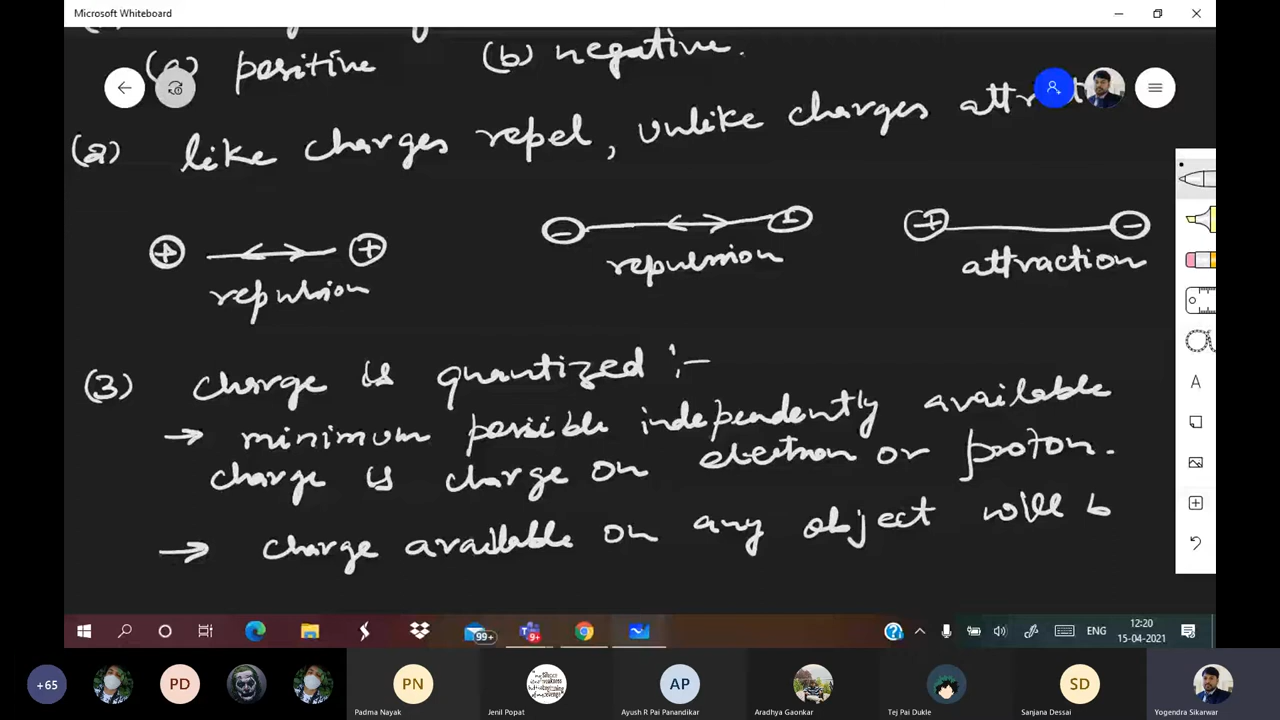 Microsoft Whiteboard
(a) positive (b) negative.
(2) like charges repel, unlike charges attract
+ + - - + -
repulsion repulsion attraction
(3) charge is quantized :-
→ minimum possible independently available
charge is charge on electron or proton.
→ charge available on any object will b
A
99+ 9+ ENG 12:20
15-04-2021
+65 PD PN AP SD
Padma Nayak Jenil Popat Ayush R Pai Panandikar Aradhya Gaonkar Tej Pai Dukle Sanjana Dessai Yogendra Sikarwar